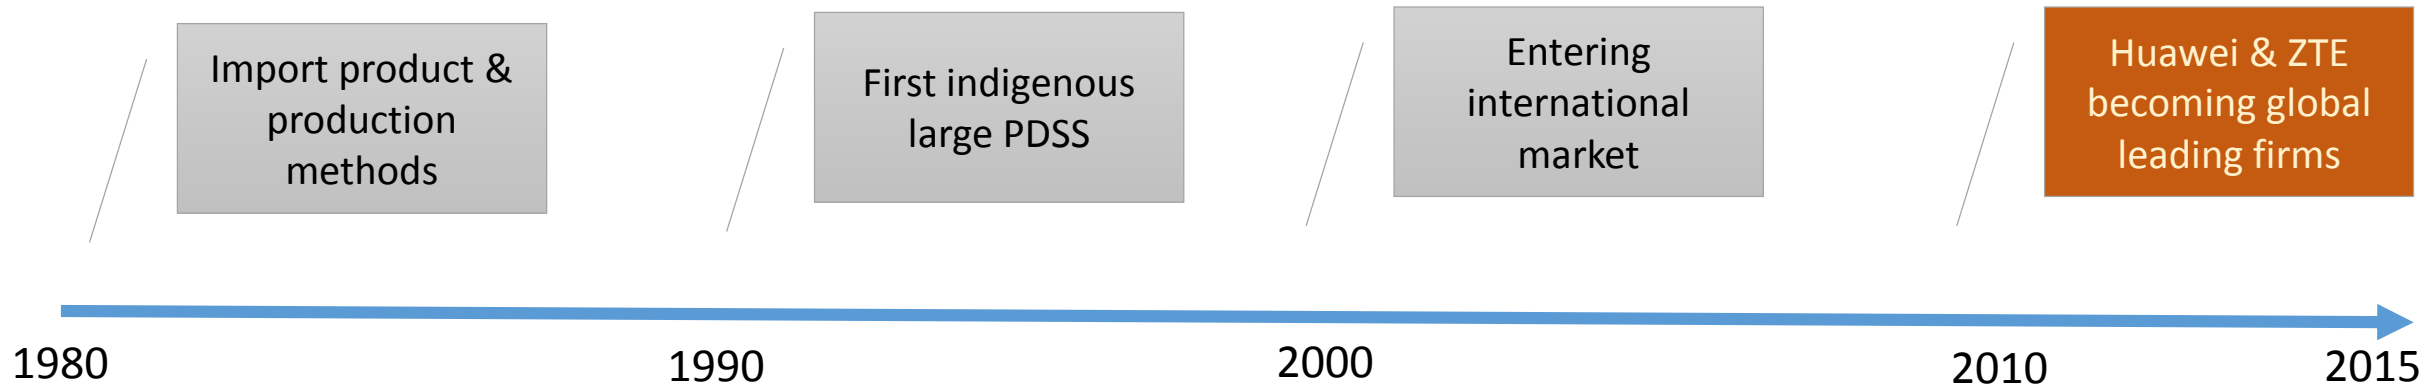 Import product &
production
methods
First indigenous
large PDSS
Entering
international
market
Huawei & ZTE
becoming global
leading firms
1980
1990
2000
2010
2015